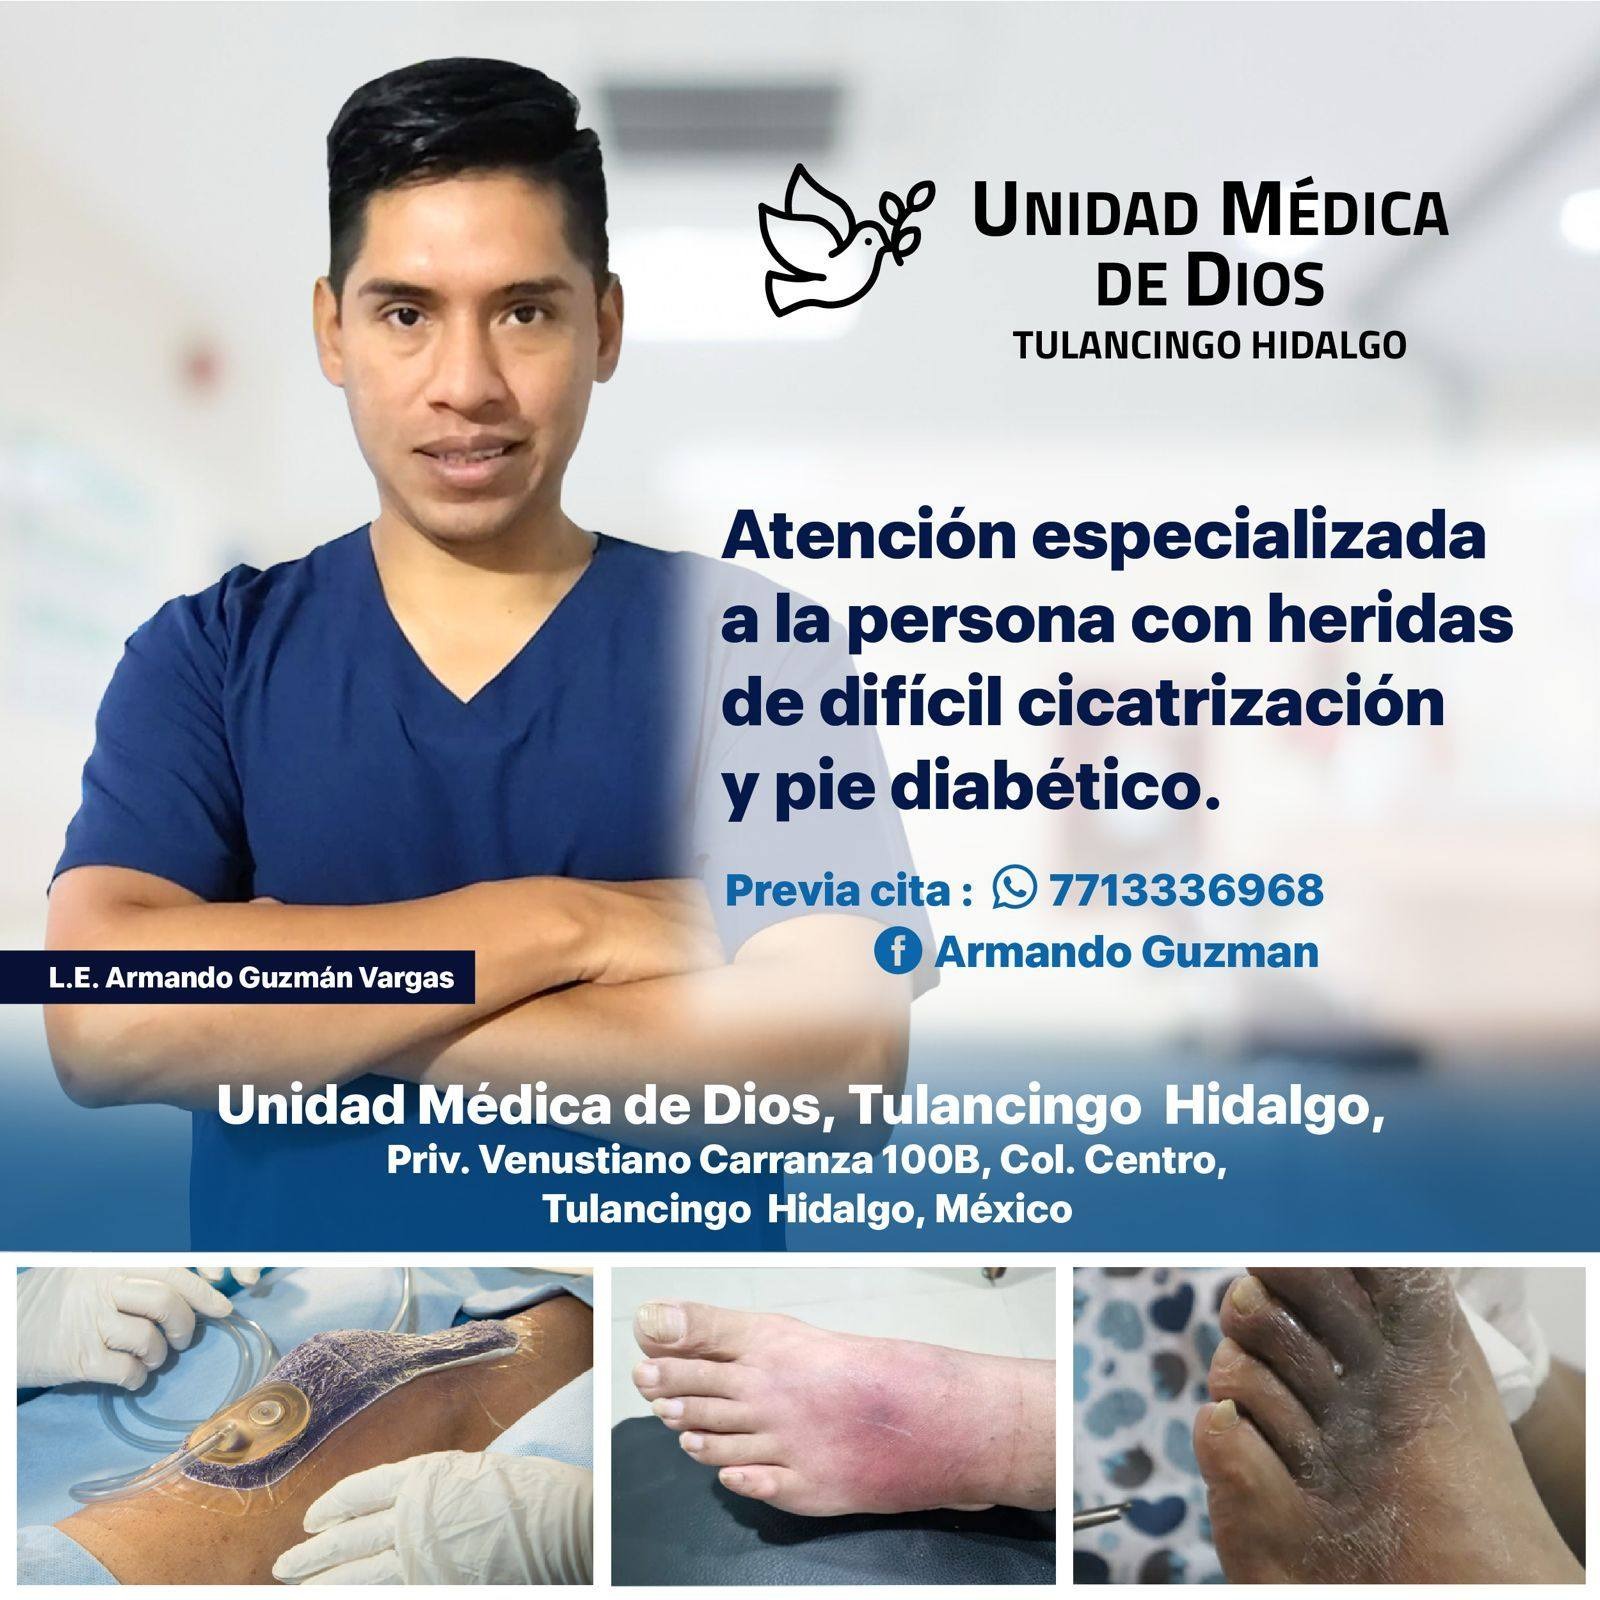 UNIDAD MÉDICA
DE DIOS
TULANCINGO HIDALGO
Atención especializada
a la persona con heridas
de difícil cicatrización
y pie diabético.
Previa cita : 7713336968
f Armando Guzman
L.E. Armando Guzmán Vargas
Unidad Médica de Dios, Tulancingo Hidalgo,
Priv. Venustiano Carranza 100B, Col. Centro,
Tulancingo Hidalgo, México